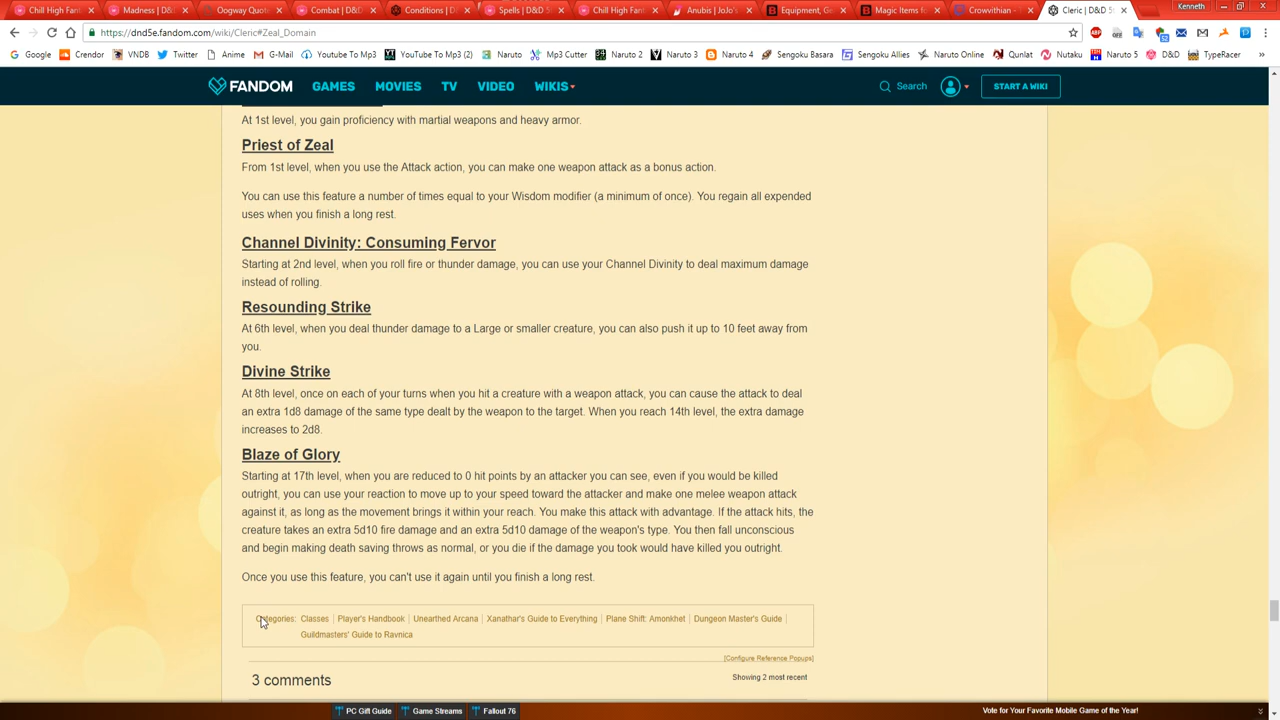 Chill High Fant
Madness | D&
Oogway Quot
Combat | D&D
Conditions | D
Spells | D&D 5
Chill High Fant
Anubis | JoJo's
Equipment, Ge
Magic Items fo
Crowvithian -
Cleric | D&D 5
Kenneth
https://dnd5e.fandom.com/wiki/Cleric#Zeal_Domain
Google Crendor VNDB Twitter Anime G-Mail YouTube To Mp3 YouTube To Mp3 (2) Naruto Mp3 Cutter Naruto 2 Naruto 3 Sengoku Basara Sengoku Allies Naruto Online Qunlat Nutaku Naruto 5 D&D TypeRacer »
FANDOM GAMES MOVIES TV VIDEO WIKIS Search START A WIKI
At 1st level, you gain proficiency with martial weapons and heavy armor.
Priest of Zeal
From 1st level, when you use the Attack action, you can make one weapon attack as a bonus action.
You can use this feature a number of times equal to your Wisdom modifier (a minimum of once). You regain all expended
uses when you finish a long rest.
Channel Divinity: Consuming Fervor
Starting at 2nd level, when you roll fire or thunder damage, you can use your Channel Divinity to deal maximum damage
instead of rolling.
Resounding Strike
At 6th level, when you deal thunder damage to a Large or smaller creature, you can also push it up to 10 feet away from
you.
Divine Strike
At 8th level, once on each of your turns when you hit a creature with a weapon attack, you can cause the attack to deal
an extra 1d8 damage of the same type dealt by the weapon to the target. When you reach 14th level, the extra damage
increases to 2d8.
Blaze of Glory
Starting at 17th level, when you are reduced to 0 hit points by an attacker you can see, even if you would be killed
outright, you can use your reaction to move up to your speed toward the attacker and make one melee weapon attack
against it, as long as the movement brings it within your reach. You make this attack with advantage. If the attack hits, the
creature takes an extra 5d10 fire damage and an extra 5d10 damage of the weapon's type. You then fall unconscious
and begin making death saving throws as normal, or you die if the damage you took would have killed you outright.
Once you use this feature, you can't use it again until you finish a long rest.
Categories: Classes | Player's Handbook | Unearthed Arcana | Xanathar's Guide to Everything | Plane Shift: Amonkhet | Dungeon Master's Guide |
Guildmasters' Guide to Ravnica
[Configure Reference Popups]
3 comments
Showing 2 most recent
PC Gift Guide Game Streams Fallout 76 Vote for Your Favorite Mobile Game of the Year!